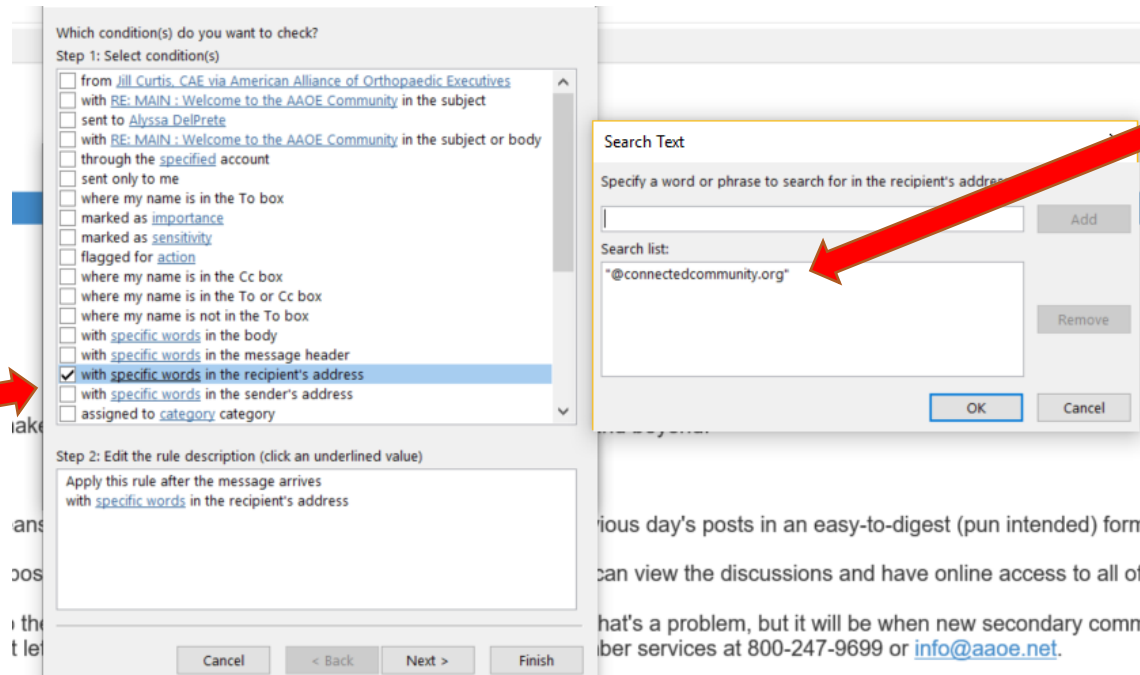 Which condition(s) do you want to check?
Step 1: Select condition(s)
from Jill Curtis, CAE via American Alliance of Orthopaedic Executives
with RE: MAIN : Welcome to the AAOE Community in the subject
sent to Alyssa DelPrete
with RE: MAIN : Welcome to the AAOE Community in the subject or body
through the specified account
sent only to me
where my name is in the To box
marked as importance
marked as sensitivity
flagged for action
where my name is in the Cc box
where my name is in the To or Cc box
where my name is not in the To box
with specific words in the body
with specific words in the message header
with specific words in the recipient's address
with specific words in the sender's address
assigned to category category
Step 2: Edit the rule description (click an underlined value)
Apply this rule after the message arrives
with specific words in the recipient's address
Cancel
< Back
Next >
Finish
Search Text
Specify a word or phrase to search for in the recipient's
Add
Search list:
"@connectedcommunity.org"
Remove
OK
Cancel
day's posts in an easy-to-digest (pun intended)
can view the discussions and have online access to all
a problem, but it will be when new secondary
services at 800-247-9699 or info@aaoe.net.